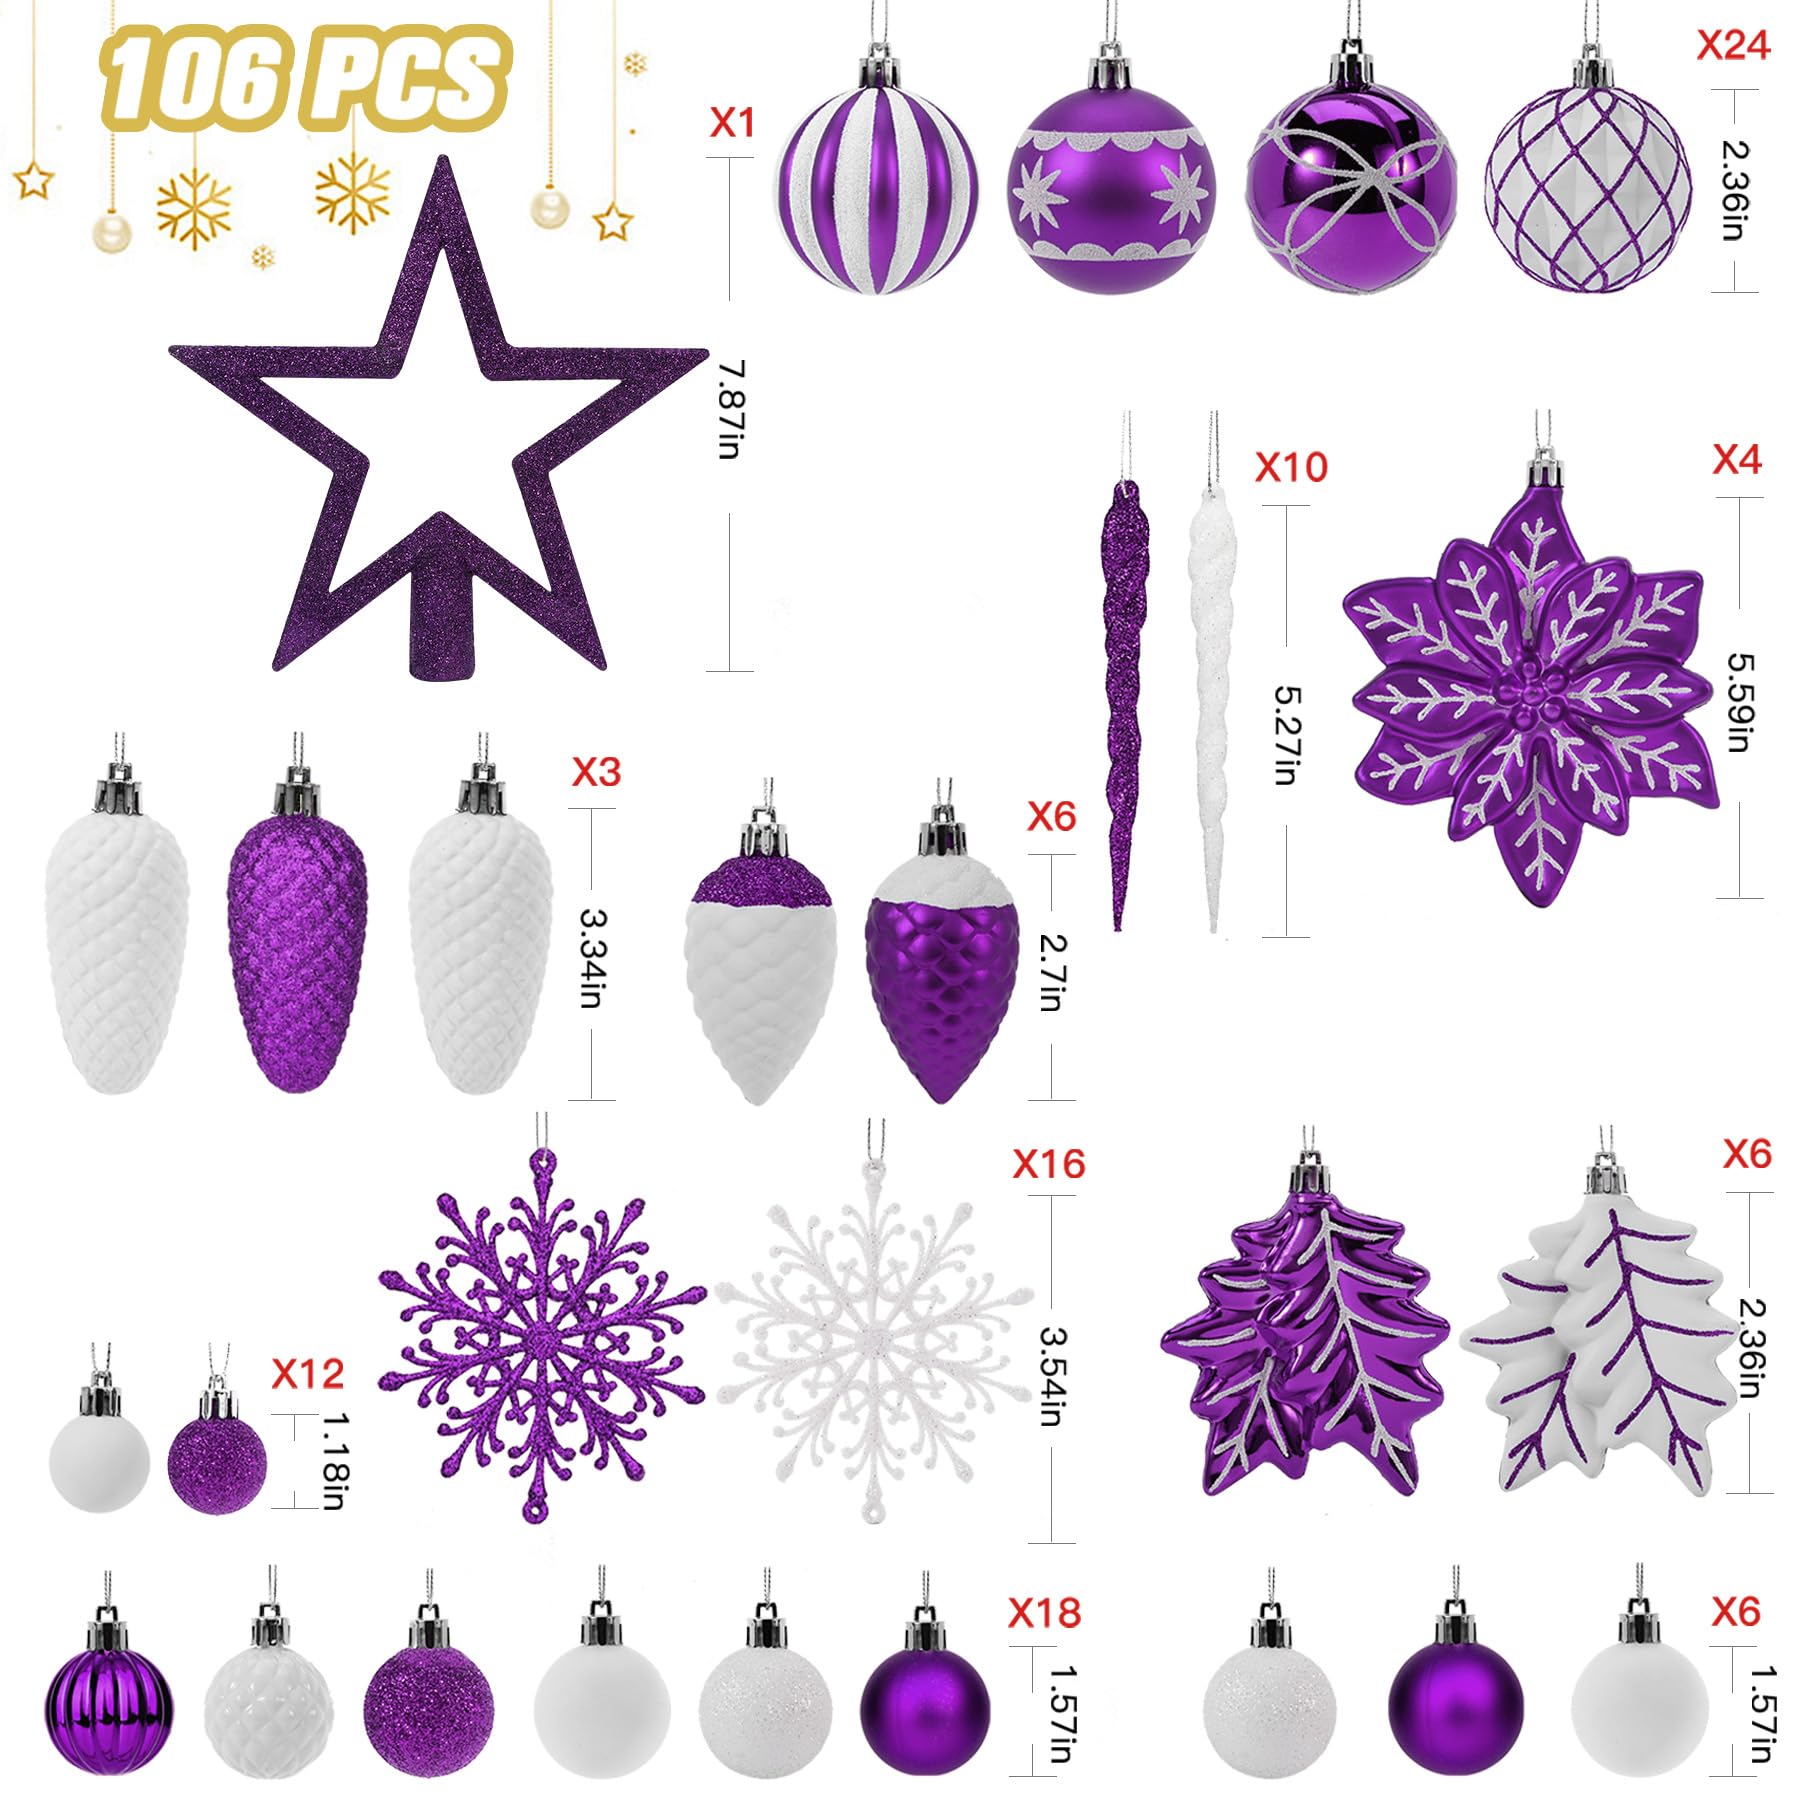 106 PCS
X1
7.87in
X24
2.36in
X10
5.27in
X4
5.59in
X3
3.34in
X6
2.7in
X16
3.54in
X6
2.36in
X12
1.18in
X18
1.57in
X6
1.57in